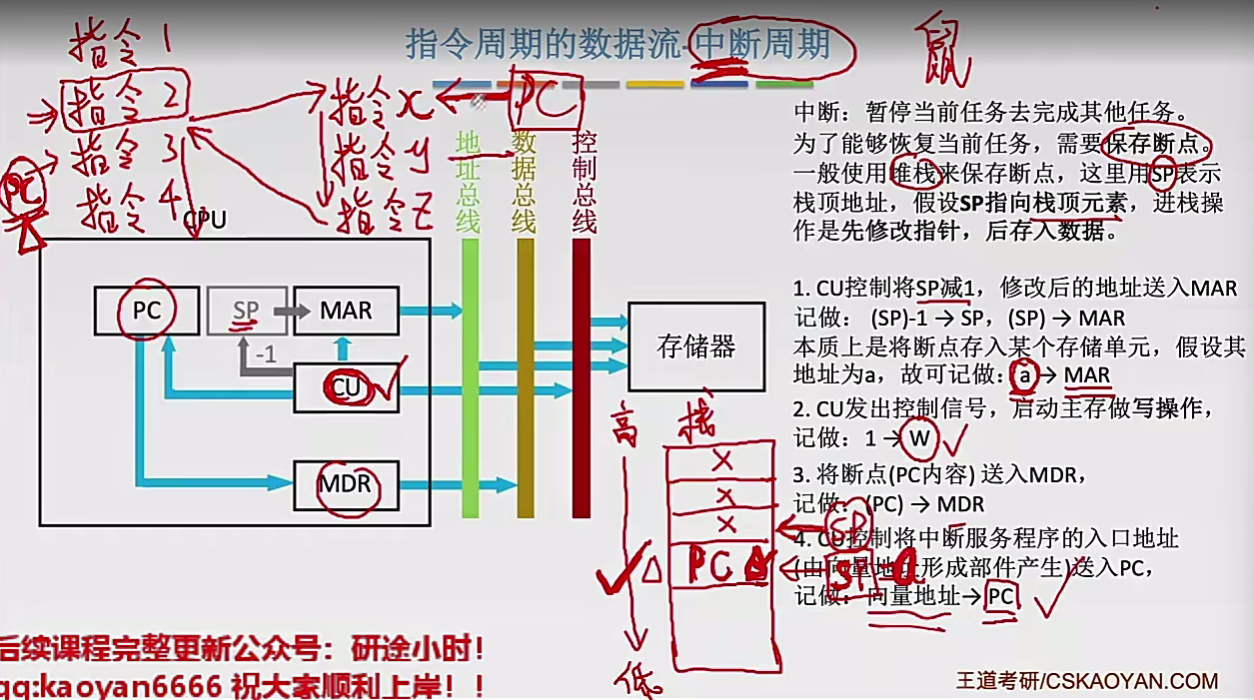 指令周期的数据流-中断周期
鼠
指令1
指令2
指令3
指令4
PC
指令x
指令y
指令z
PC
地址总线
数据总线
控制总线
CPU
PC
SP
MAR
-1
CU
MDR
存储器
高
栈
×
×
×
PC
SP
SP
a
低
中断：暂停当前任务去完成其他任务。
为了能够恢复当前任务，需要保存断点。
一般使用堆栈来保存断点，这里用SP表示
栈顶地址，假设SP指向栈顶元素，进栈操
作是先修改指针，后存入数据。
1. CU控制将SP减1，修改后的地址送入MAR
记做： (SP)-1 → SP，(SP) → MAR
本质上是将断点存入某个存储单元，假设其
地址为a，故可记做：a → MAR
2. CU发出控制信号，启动主存做写操作，
记做：1 → W
3. 将断点(PC内容) 送入MDR，
记做：(PC) → MDR
4. CU控制将中断服务程序的入口地址
(由向量地址形成部件产生)送入PC，
记做：向量地址→ PC
后续课程完整更新公众号：研途小时！
qq:kaoyan6666 祝大家顺利上岸！！
王道考研/CSKAOYAN.COM